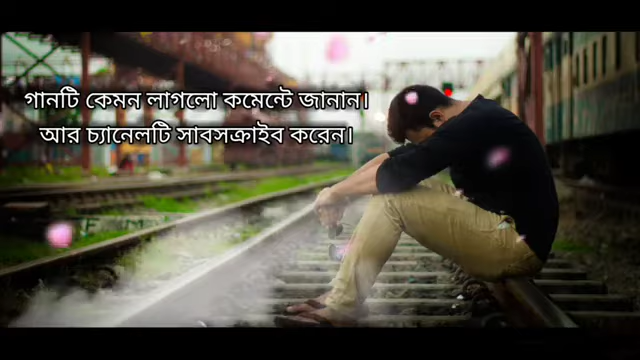 গানটি কেমন লাগলো কমেন্টে জানান।
আর চ্যানেলটি সাবসক্রাইব করেন।